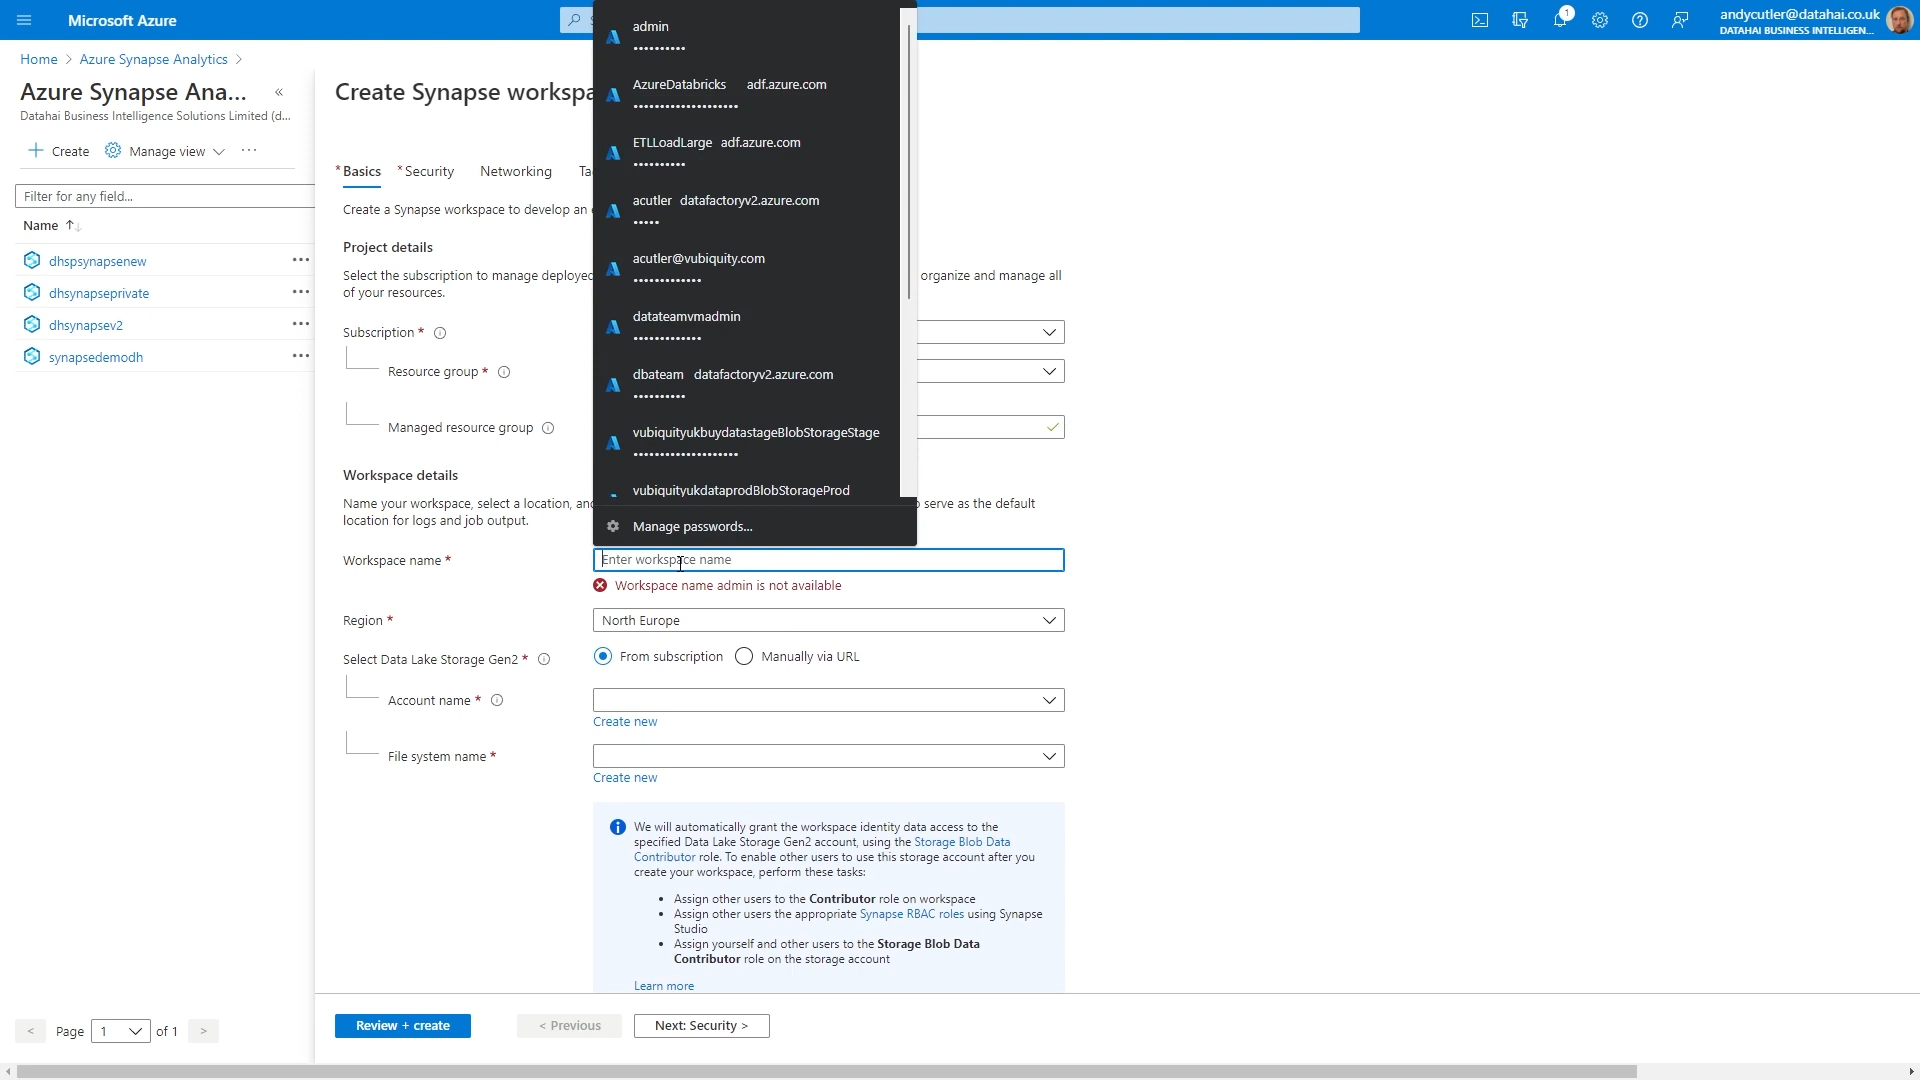 Microsoft Azure
1
andycutler@datahai.co.uk
DATAHAI BUSINESS INTELLIGEN...
Home
Azure Synapse Analytics
Azure Synapse Ana...
«
Datahai Business Intelligence Solutions Limited (d...
Create
Manage view
...
Filter for any field...
Name
dhspsynapsenew
dhsynapseprivate
dhsynapsev2
synapsedemodh
< Page 1 of 1 >
Create Synapse workspa
* Basics
* Security
Networking
Ta
Create a Synapse workspace to develop an
Project details
Select the subscription to manage deployed
organize and manage all
of your resources.
Subscription *
Resource group *
Managed resource group
Workspace details
Name your workspace, select a location, an
serve as the default
location for logs and job output.
admin
••••••••••
AzureDatabricks adf.azure.com
••••••••••••••••••••
ETLLoadLarge adf.azure.com
••••••••••
acutler datafactoryv2.azure.com
•••••
acutler@vubiquity.com
•••••••••••••
datateamvmadmin
•••••••••••••
dbateam datafactoryv2.azure.com
••••••••••
vubiquityukbuydatastageBlobStorageStage
••••••••••••••••••••
vubiquityukdataprodBlobStorageProd
Manage passwords...
Workspace name *
Enter workspace name
Workspace name admin is not available
Region *
North Europe
Select Data Lake Storage Gen2 *
From subscription
Manually via URL
Account name *
Create new
File system name *
Create new
We will automatically grant the workspace identity data access to the
specified Data Lake Storage Gen2 account, using the Storage Blob Data
Contributor role. To enable other users to use this storage account after you
create your workspace, perform these tasks:
• Assign other users to the Contributor role on workspace
• Assign other users the appropriate Synapse RBAC roles using Synapse
Studio
• Assign yourself and other users to the Storage Blob Data
Contributor role on the storage account
Learn more
Review + create
< Previous
Next: Security >